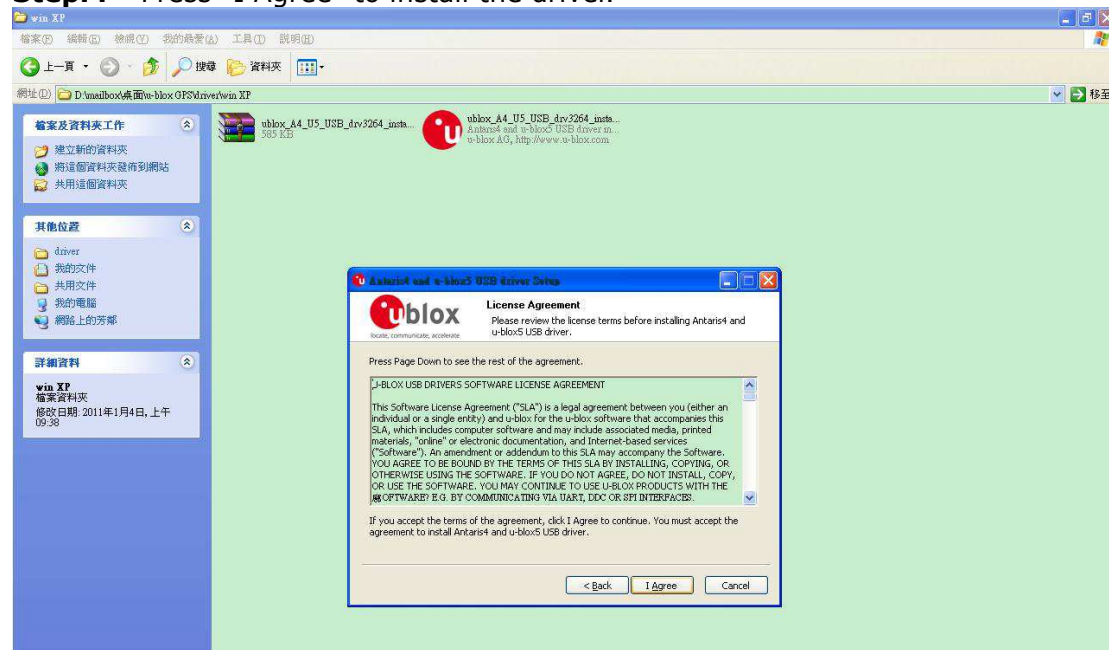 Press "I Agree" to install the driver.
win XP
檔案(F) 編輯(E) 檢視(V) 我的最愛(A) 工具(T) 說明(H)
上一頁 搜尋 資料夾
網址(D) D:\mailbox\桌面\u-blox GPS\driver\win XP 移至
檔案及資料夾工作
建立新的資料夾
將這個資料夾發佈到網站
共用這個資料夾
其他位置
driver
我的文件
共用文件
我的電腦
網路上的芳鄰
詳細資料
win XP
檔案資料夾
修改日期: 2011年1月4日, 上午
09:38
ublox_A4_U5_USB_drv3264_insta...
585 KB
ublox_A4_U5_USB_drv3264_insta...
Antaris4 and u-blox5 USB driver in...
u-blox AG, http://www.u-blox.com
Antaris4 and u-blox5 USB driver Setup
ublox
locate, communicate, accelerate
License Agreement
Please review the license terms before installing Antaris4 and
u-blox5 USB driver.
Press Page Down to see the rest of the agreement.
U-BLOX USB DRIVERS SOFTWARE LICENSE AGREEMENT
This Software License Agreement ("SLA") is a legal agreement between you (either an
individual or a single entity) and u-blox for the u-blox software that accompanies this
SLA, which includes computer software and may include associated media, printed
materials, "online" or electronic documentation, and Internet-based services
("Software"). An amendment or addendum to this SLA may accompany the Software.
YOU AGREE TO BE BOUND BY THE TERMS OF THIS SLA BY INSTALLING, COPYING, OR
OTHERWISE USING THE SOFTWARE. IF YOU DO NOT AGREE, DO NOT INSTALL, COPY,
OR USE THE SOFTWARE. YOU MAY CONTINUE TO USE U-BLOX PRODUCTS WITH THE
OFTWARE? E.G. BY COMMUNICATING VIA UART, DDC OR SPI INTERFACES.
If you accept the terms of the agreement, click I Agree to continue. You must accept the
agreement to install Antaris4 and u-blox5 USB driver.
< Back I Agree Cancel